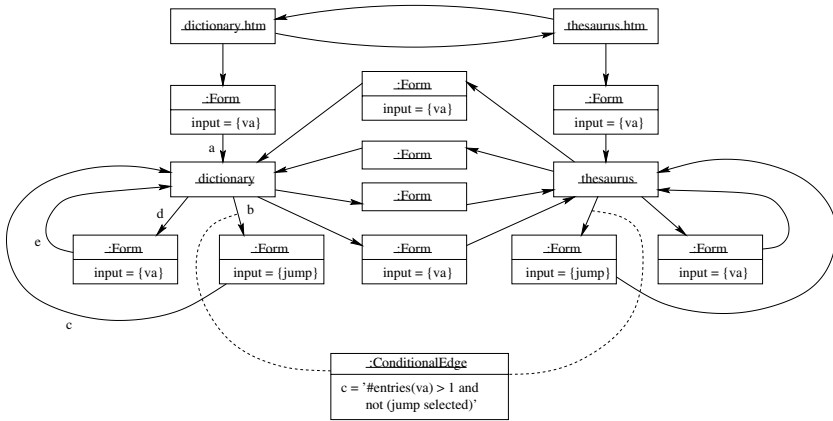 dictionary.htm
thesaurus.htm
:Form
input = {va}
:Form
input = {va}
:Form
input = {va}
a
:Form
dictionary
thesaurus
:Form
d
b
e
:Form
input = {va}
:Form
input = {jump}
:Form
input = {va}
:Form
input = {jump}
:Form
input = {va}
c
:ConditionalEdge
c = ’#entries(va) > 1 and
not (jump selected)’